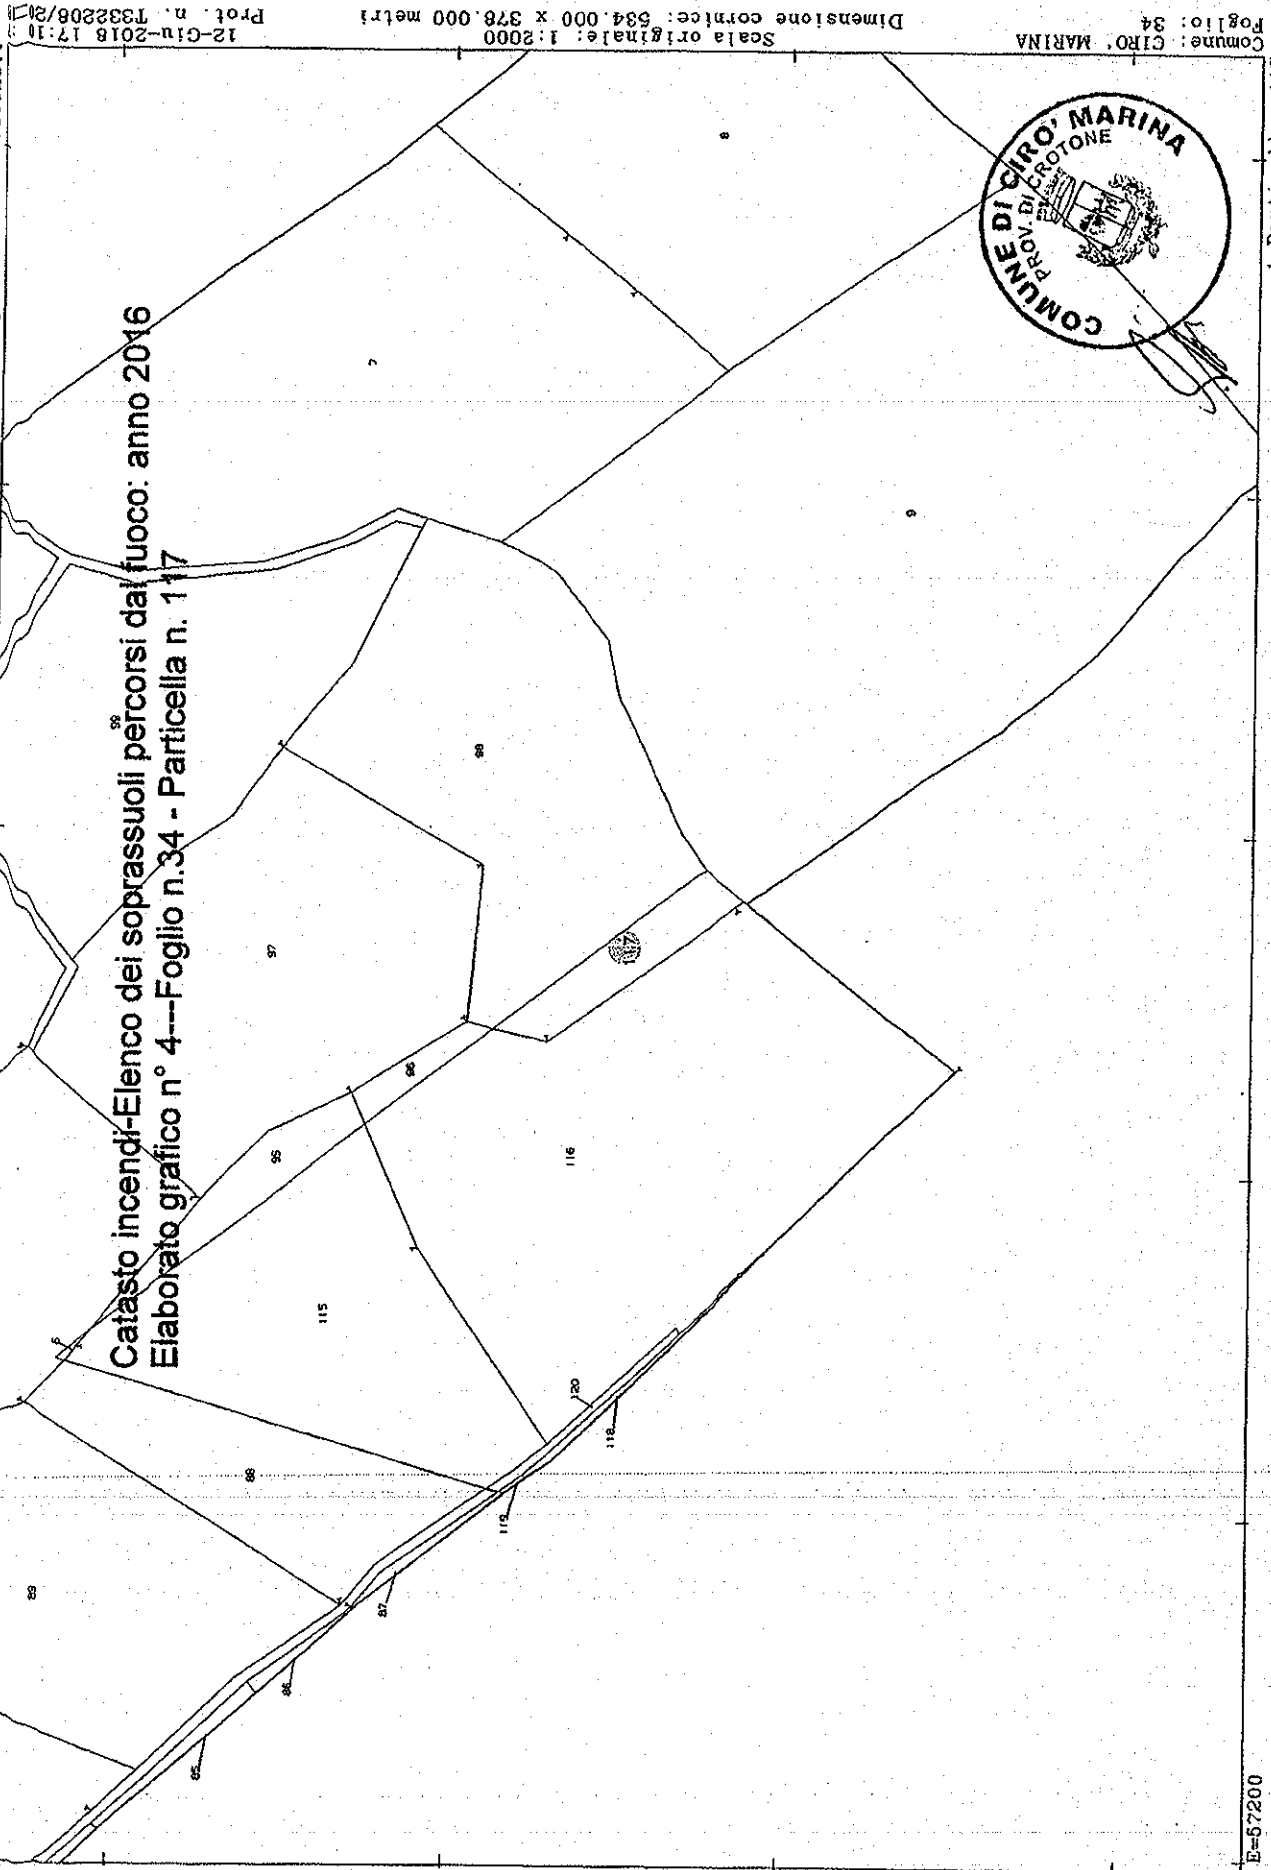 Catasto incendi-Elenco dei soprassuoli percorsi dal fuoco: anno 2016
Elaborato grafico n° 4---Foglio n.34 - Particella n. 117
Comune: CIRO' MARINA
Foglio: 34
Scala originale: 1:2000
Dimensione cornice: 534.000 x 378.000 metri
12-Giu-2018 17:10
Prot. n. T332208/20
COMUNE DI CIRO' MARINA
PROV. DI CROTONE
E=57200
89
88
85
86
87
119
118
120
115
116
95
96
97
98
99
117
7
8
9